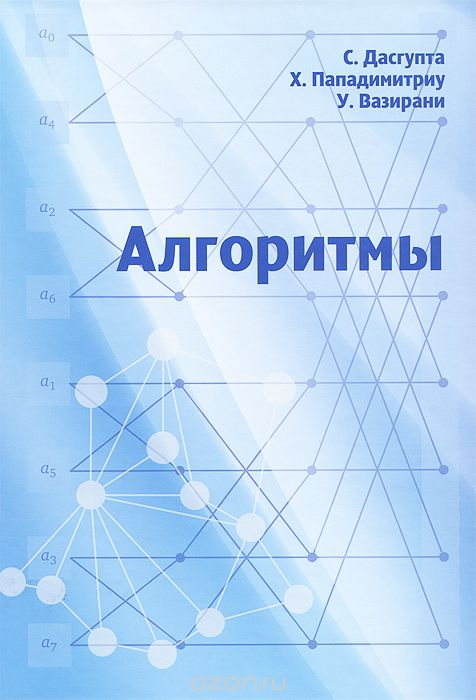 С. Дасгупта
Х. Пападимитриу
У. Вазирани
Алгоритмы
a0
a4
a2
a6
a1
a5
a3
a7
ozon.ru